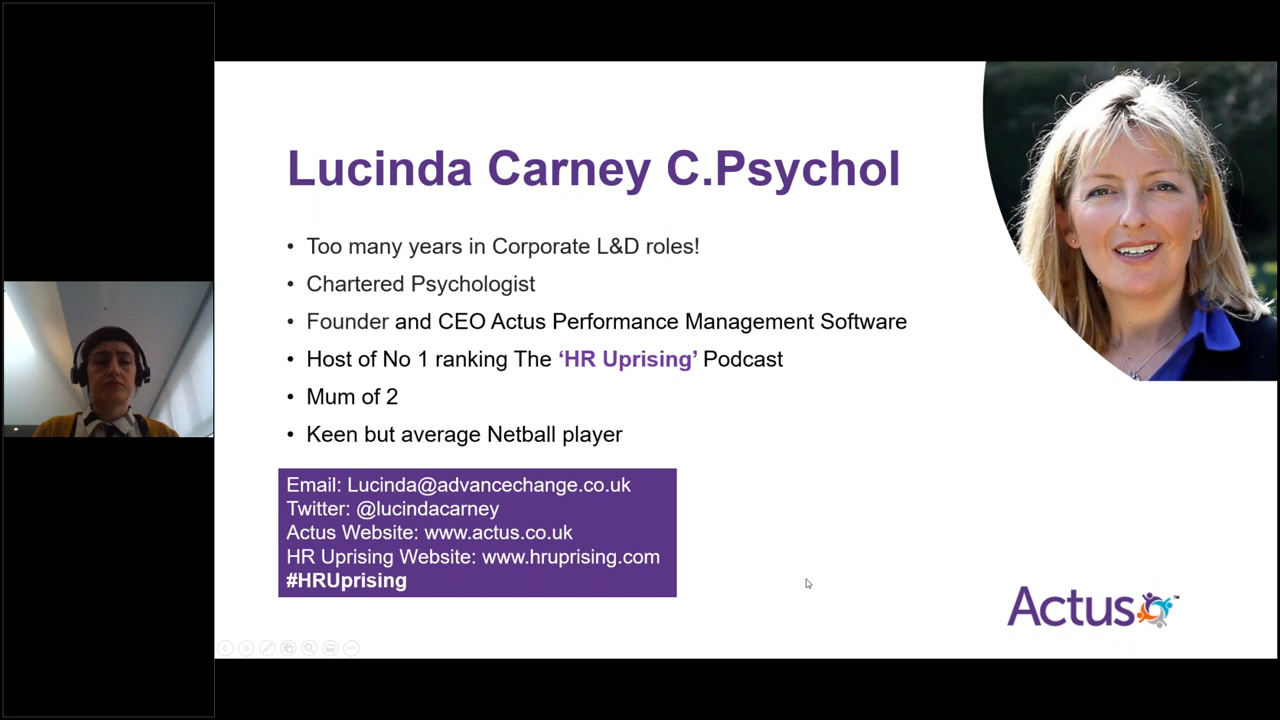 Lucinda Carney C.Psychol
• Too many years in Corporate L&D roles!
• Chartered Psychologist
• Founder and CEO Actus Performance Management Software
• Host of No 1 ranking The ‘HR Uprising’ Podcast
• Mum of 2
• Keen but average Netball player
Email: Lucinda@advancechange.co.uk
Twitter: @lucindacarney
Actus Website: www.actus.co.uk
HR Uprising Website: www.hruprising.com
#HRUprising
Actus™